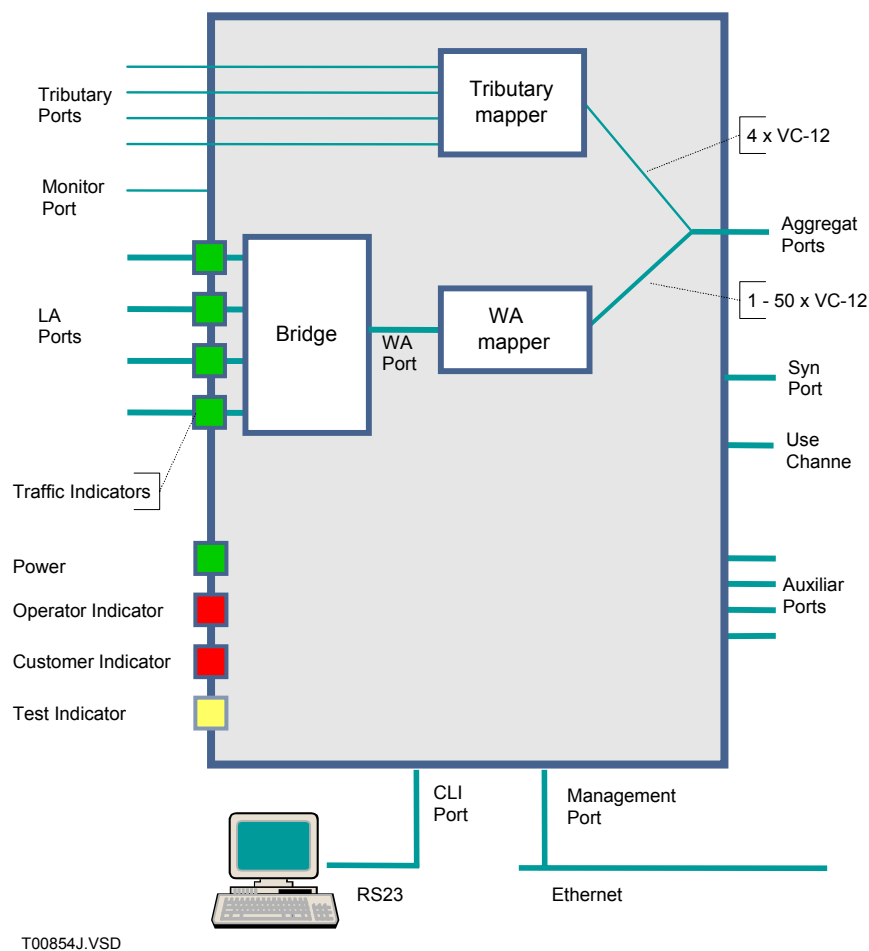 Tributary
Ports
Tributary
mapper
4 x VC-12
Monitor
Port
Aggregat
Ports
LA
Ports
Bridge
WA
Port
WA
mapper
1 - 50 x VC-12
Syn
Port
Use
Channe
Traffic Indicators
Power
Operator Indicator
Customer Indicator
Test Indicator
Auxiliar
Ports
CLI
Port
Management
Port
RS23
Ethernet
T00854J.VSD